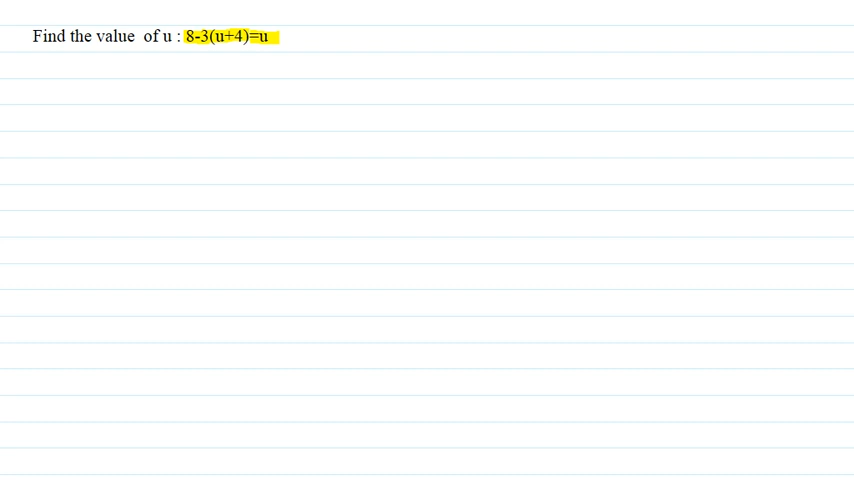 Find the value of u : 8-3(u+4)=u